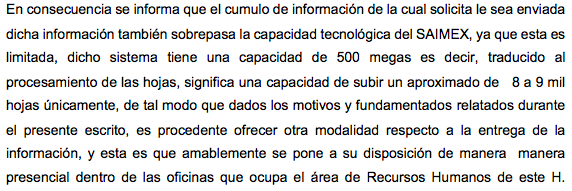 En consecuencia se informa que el cumulo de información de la cual solicita le sea enviada
dicha información también sobrepasa la capacidad tecnológica del SAIMEX, ya que esta es
limitada, dicho sistema tiene una capacidad de 500 megas es decir, traducido al
procesamiento de las hojas, significa una capacidad de subir un aproximado de 8 a 9 mil
hojas únicamente, de tal modo que dados los motivos y fundamentados relatados durante
el presente escrito, es procedente ofrecer otra modalidad respecto a la entrega de la
información, y esta es que amablemente se pone a su disposición de manera manera
presencial dentro de las oficinas que ocupa el área de Recursos Humanos de este H.